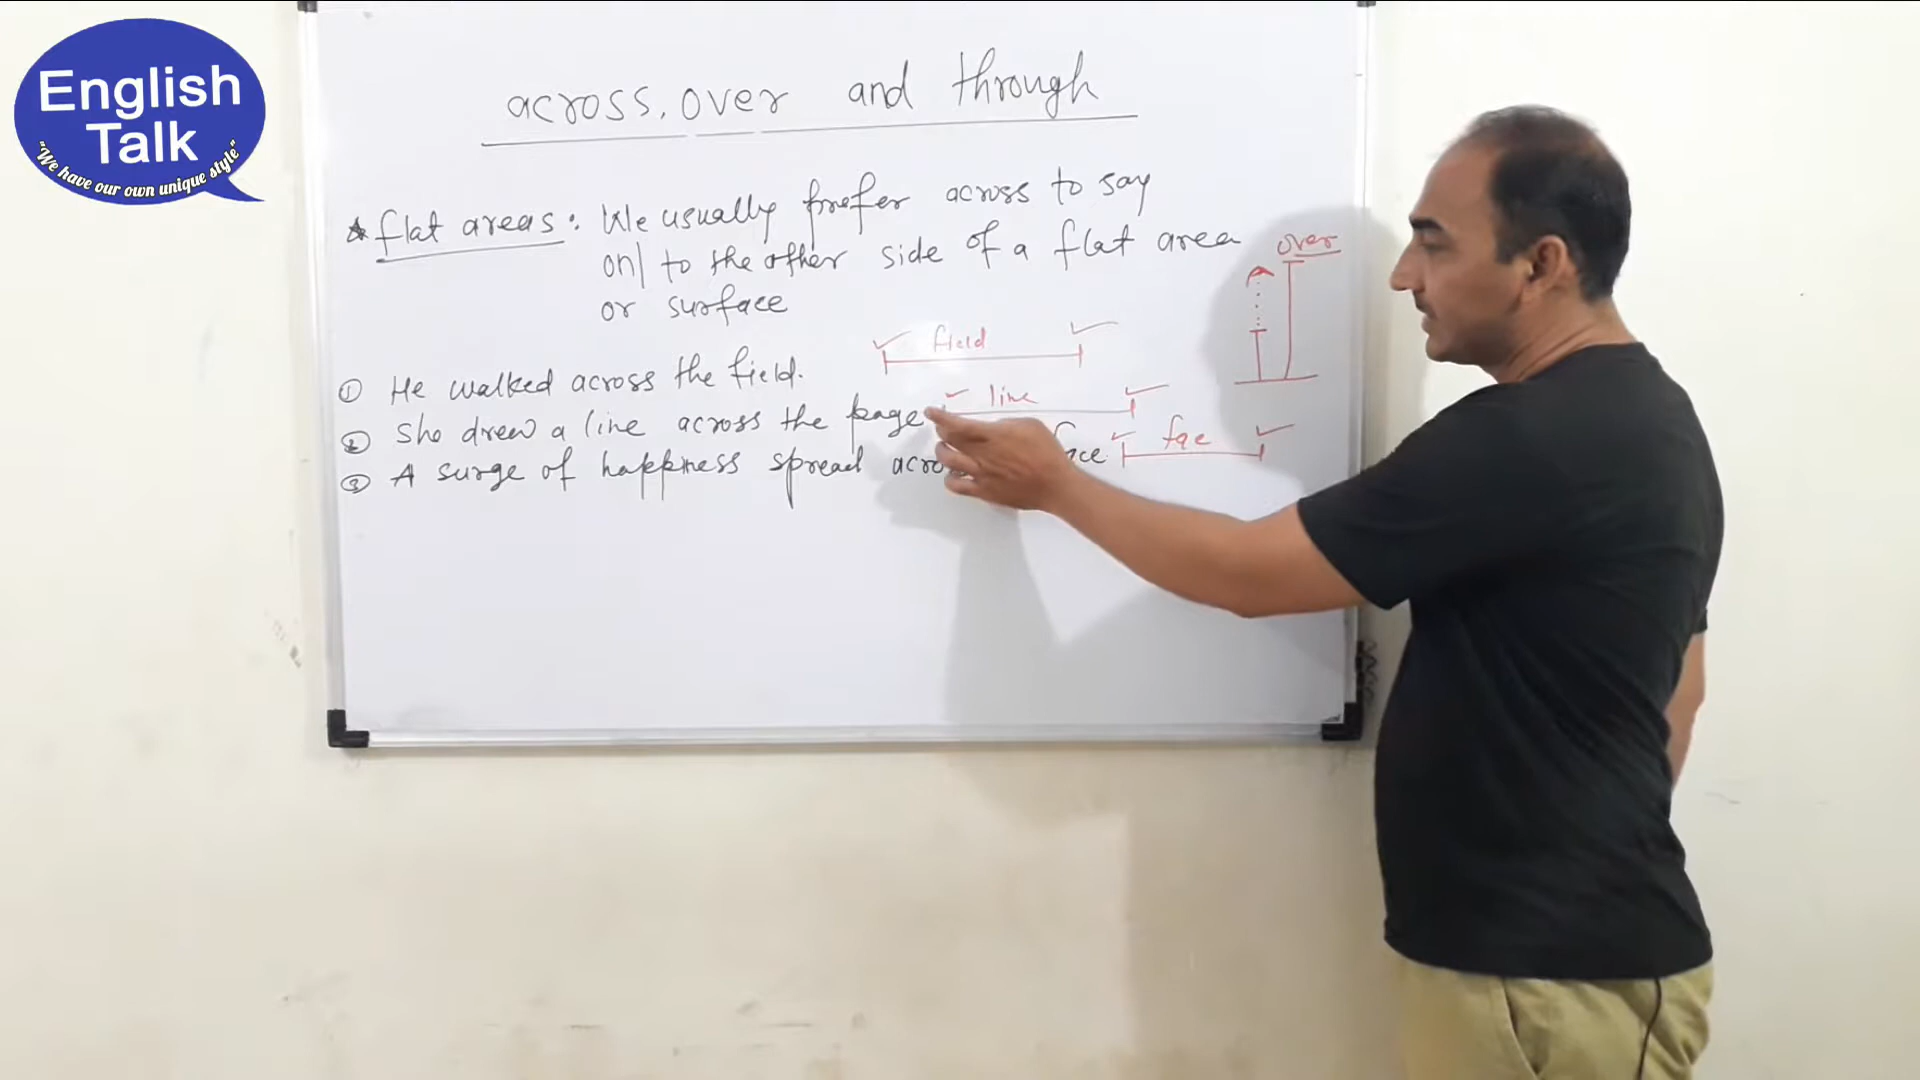 English
Talk
"We have our own unique style"
across, over and through
flat areas: We usually prefer across to say
on/to the other side of a flat area
or surface
over
field
① He walked across the field.
line
② She drew a line across the page
face
③ A surge of happiness spread